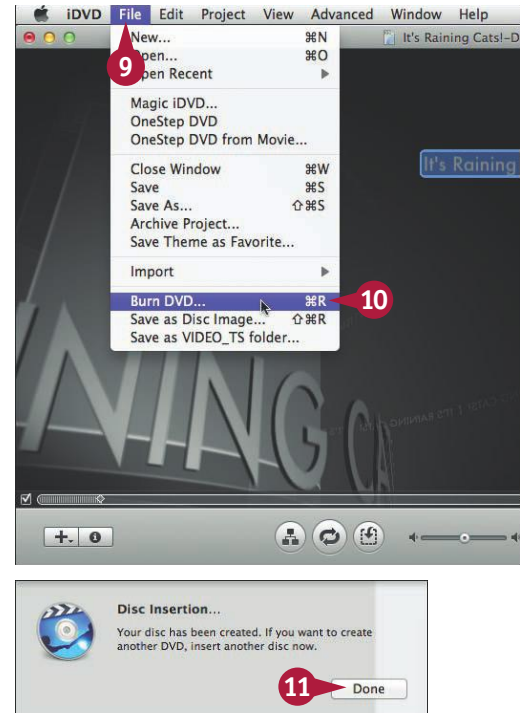 iDVD File Edit Project View Advanced Window Help
It's Raining Cats!-D
9
New... ⌘N
Open... ⌘O
Open Recent ▶
Magic iDVD...
OneStep DVD
OneStep DVD from Movie...
Close Window ⌘W
Save ⌘S
Save As... ⇧⌘S
Archive Project...
Save Theme as Favorite...
Import ▶
Burn DVD... ⌘R 10
Save as Disc Image... ⇧⌘R
Save as VIDEO_TS folder...
It's Raining
NING CA
Disc Insertion...
Your disc has been created. If you want to create
another DVD, insert another disc now.
11 Done